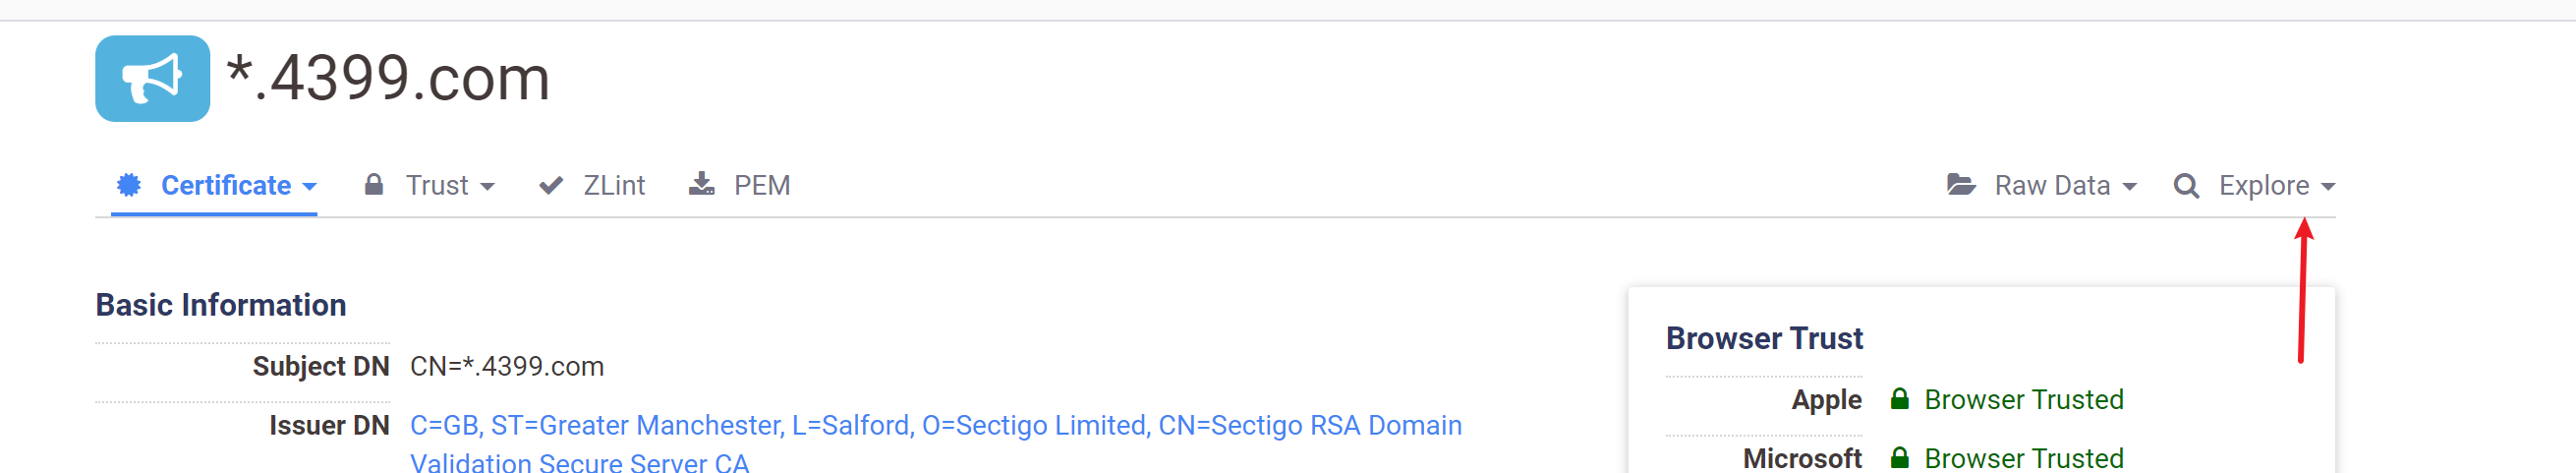 *.4399.com
Certificate Trust ZLint PEM Raw Data Explore
Basic Information
Subject DN CN=*.4399.com
Issuer DN C=GB, ST=Greater Manchester, L=Salford, O=Sectigo Limited, CN=Sectigo RSA Domain
Validation Secure Server CA
Browser Trust
Apple Browser Trusted
Microsoft Browser Trusted